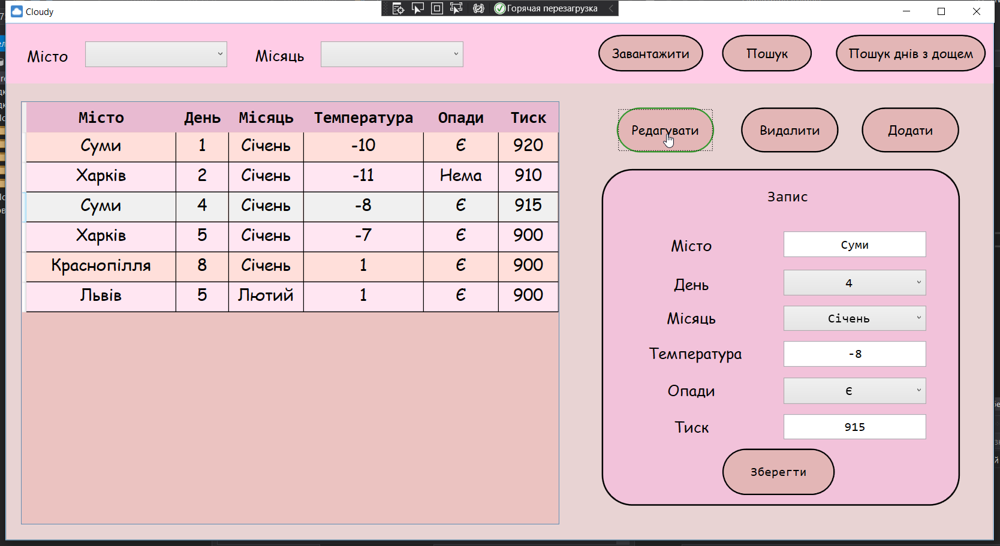 Cloudy
Горячая перезагрузка
Місто Місяць Завантажити Пошук Пошук днів з дощем
Редагувати Видалити Додати
Місто День Місяць Температура Опади Тиск
Суми 1 Січень -10 Є 920
Харків 2 Січень -11 Нема 910
Суми 4 Січень -8 Є 915
Харків 5 Січень -7 Є 900
Краснопілля 8 Січень 1 Є 900
Львів 5 Лютий 1 Є 900
Запис
Місто Суми
День 4
Місяць Січень
Температура -8
Опади Є
Тиск 915
Зберегти